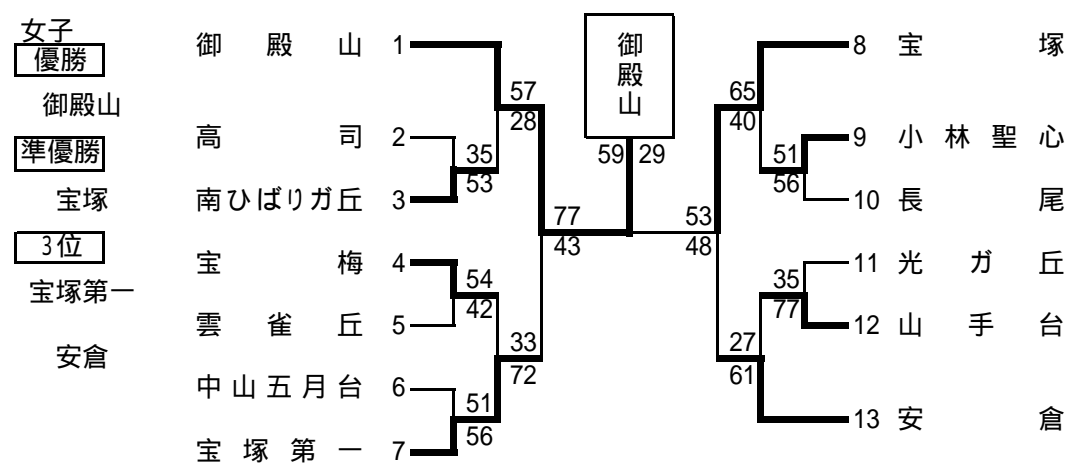 女子
優勝
御殿山
準優勝
宝塚
3位
宝塚第一
安倉
御殿山 1
高司 2
南ひばりガ丘 3
宝梅 4
雲雀丘 5
中山五月台 6
宝塚第一 7
57
28
35
53
77
43
54
42
33
72
51
56
御殿山
59 29
53
48
65
40
51
56
35
77
27
61
8 宝塚
9 小林聖心
10 長尾
11 光ガ丘
12 山手台
13 安倉